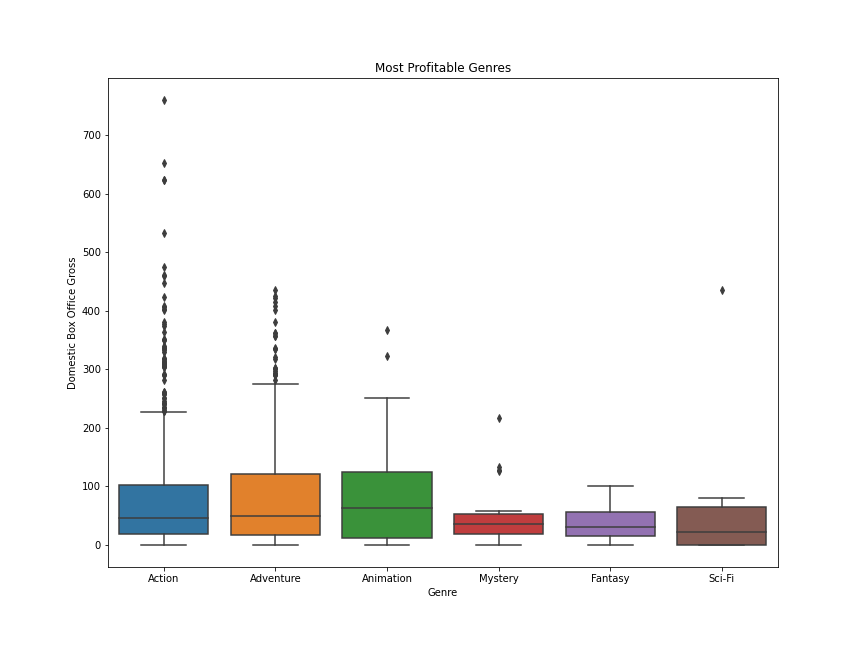 Most Profitable Genres
Domestic Box Office Gross
700
600
500
400
300
200
100
0
Action Adventure Animation Mystery Fantasy Sci-Fi
Genre